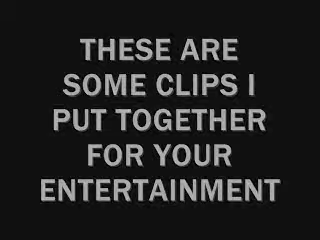 THESE ARE
SOME CLIPS I
PUT TOGETHER
FOR YOUR
ENTERTAINMENT